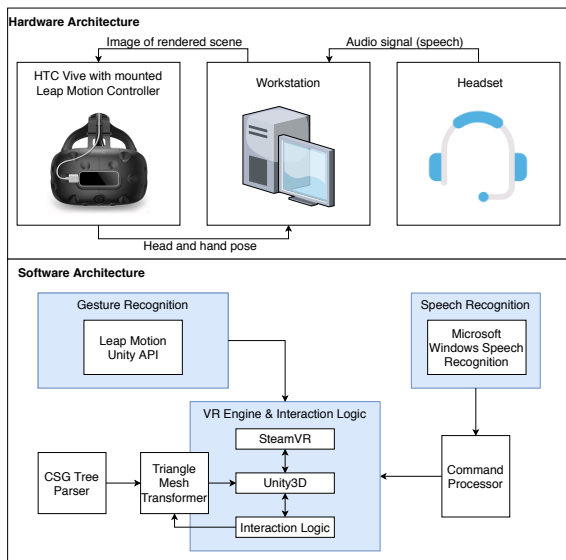 Hardware Architecture
Image of rendered scene
Audio signal (speech)
HTC Vive with mounted
Leap Motion Controller
Workstation
Headset
Head and hand pose
Software Architecture
Gesture Recognition
Leap Motion
Unity API
Speech Recognition
Microsoft
Windows Speech
Recognition
VR Engine & Interaction Logic
SteamVR
CSG Tree
Parser
Triangle
Mesh
Transformer
Unity3D
Interaction Logic
Command
Processor